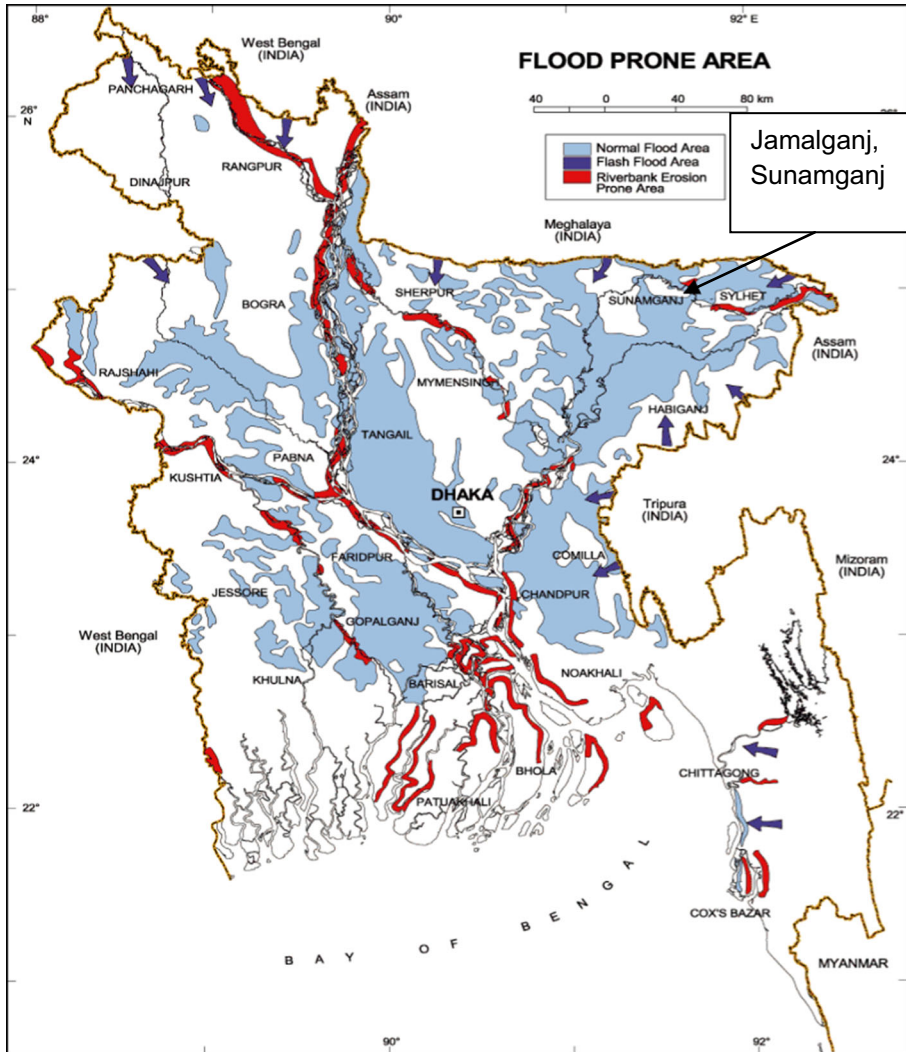 88°
90°
92° E
West Bengal
(INDIA)
FLOOD PRONE AREA
PANCHAGARH
Assam
(INDIA)
26°
N
40 0 40 80 km
Jamalganj,
Sunamganj
Normal Flood Area
Flash Flood Area
Riverbank Erosion
Prone Area
RANGPUR
DINAJPUR
Meghalaya
(INDIA)
SHERPUR
SUNAMGANJ
SYLHET
BOGRA
Assam
(INDIA)
RAJSHAHI
MYMENSING
HABIGANJ
TANGAIL
24°
24°
PABNA
KUSHTIA
DHAKA
Tripura
(INDIA)
COMILLA
FARIDPUR
Mizoram
(INDIA)
JESSORE
CHANDPUR
GOPALGANJ
West Bengal
(INDIA)
KHULNA
BARISAL
NOAKHALI
BHOLA
CHITTAGONG
PATUAKHALI
22°
22°
COX'S BAZAR
BAY OF BENGAL
MYANMAR
90°
92°